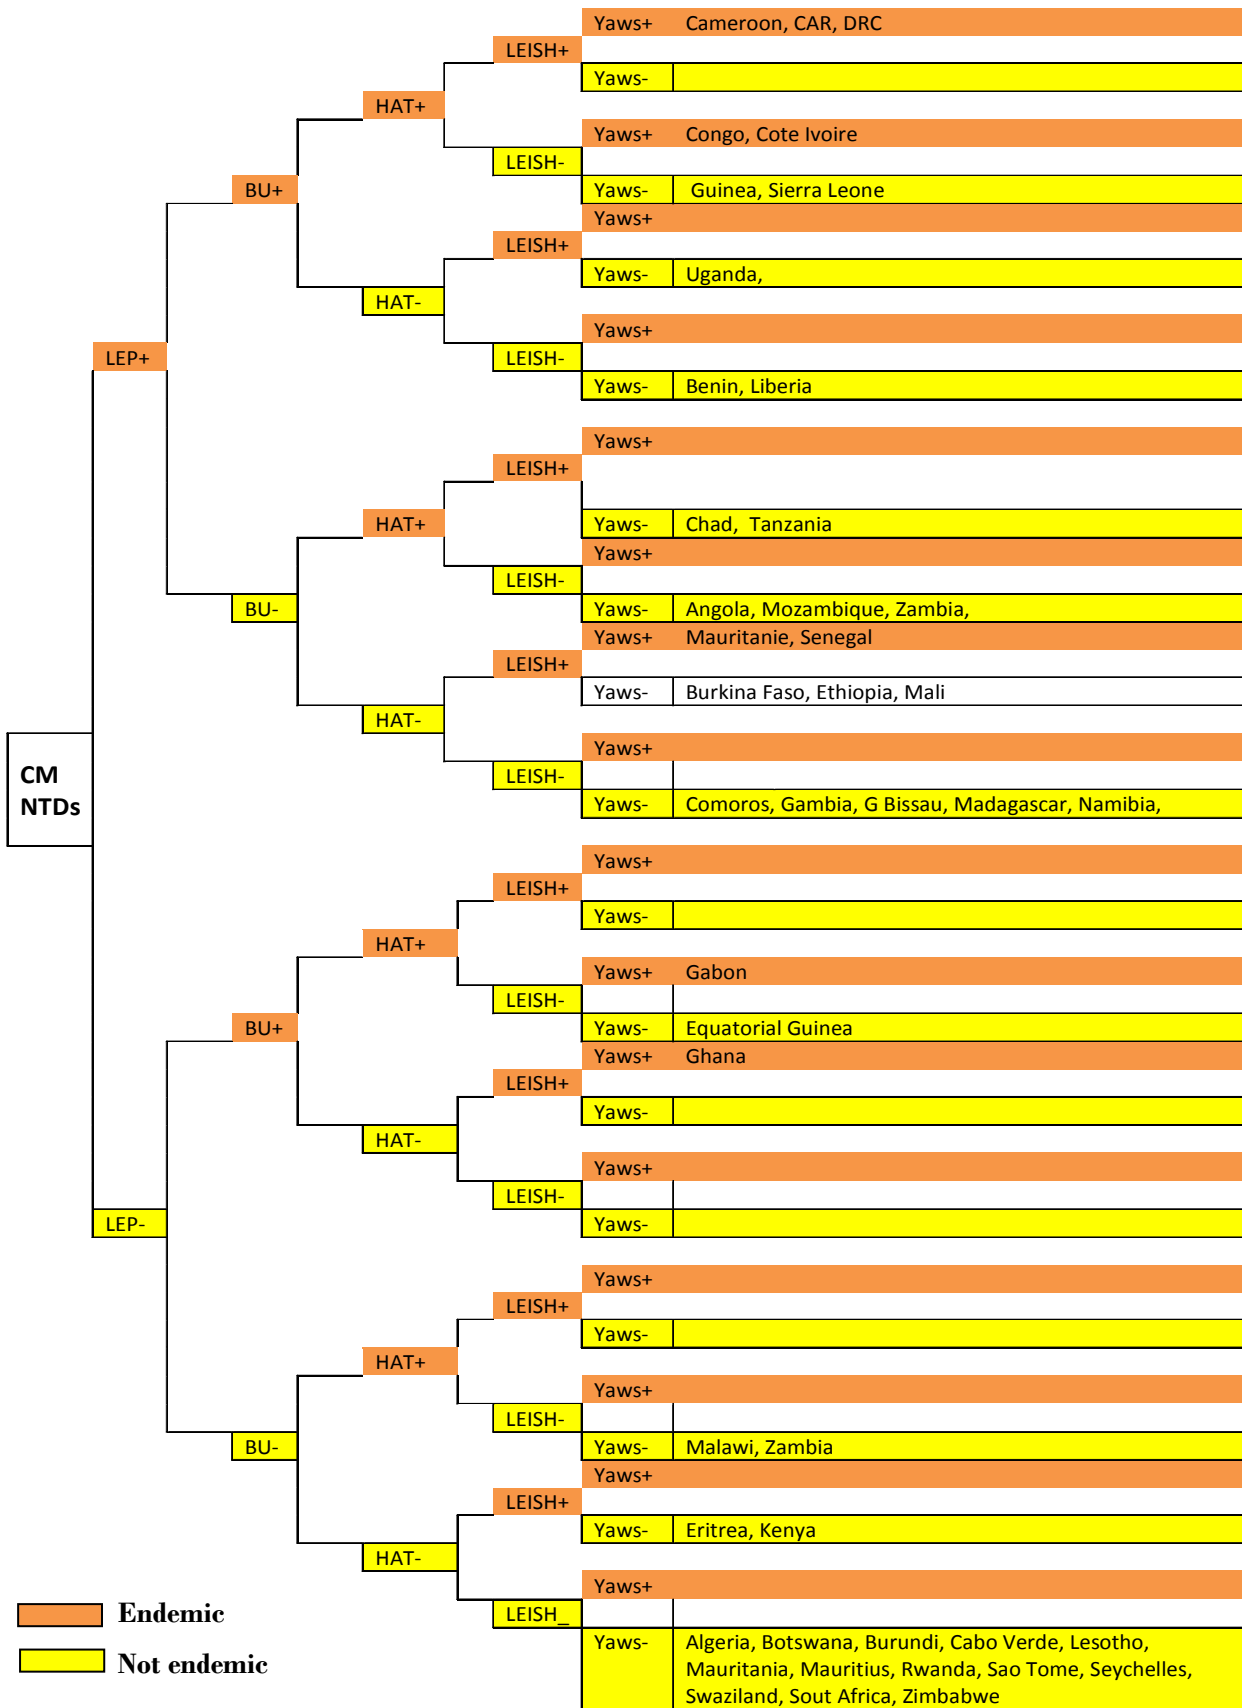 Yaws+ Cameroon, CAR, DRC
LEISH+
Yaws-
HAT+
Yaws+ Congo, Cote Ivoire
LEISH-
Yaws- Guinea, Sierra Leone
BU+
Yaws+
LEISH+
Yaws- Uganda,
HAT-
Yaws+
LEISH-
Yaws- Benin, Liberia
LEP+
Yaws+
LEISH+
HAT+
Yaws- Chad, Tanzania
Yaws+
LEISH-
BU-
Yaws- Angola, Mozambique, Zambia,
Yaws+ Mauritanie, Senegal
LEISH+
Yaws- Burkina Faso, Ethiopia, Mali
HAT-
Yaws+
LEISH-
Yaws- Comoros, Gambia, G Bissau, Madagascar, Namibia,
CM
NTDs
Yaws+
LEISH+
Yaws-
HAT+
Yaws+ Gabon
LEISH-
Yaws- Equatorial Guinea
BU+
Yaws+ Ghana
LEISH+
Yaws-
HAT-
Yaws+
LEISH-
Yaws-
LEP-
Yaws+
LEISH+
Yaws-
HAT+
Yaws+
LEISH-
Yaws- Malawi, Zambia
BU-
Yaws+
LEISH+
Yaws- Eritrea, Kenya
HAT-
Yaws+
LEISH_
Yaws- Algeria, Botswana, Burundi, Cabo Verde, Lesotho,
Mauritania, Mauritius, Rwanda, Sao Tome, Seychelles,
Swaziland, Sout Africa, Zimbabwe
Endemic
Not endemic